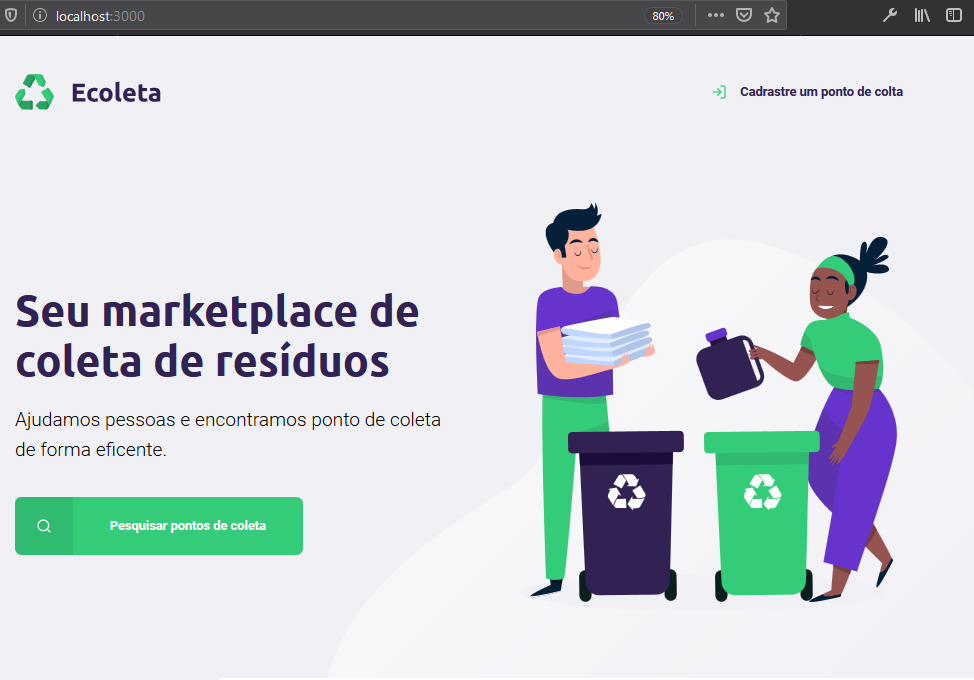 localhost:3000
80%
Ecoleta
Cadrastre um ponto de colta
Seu marketplace de
coleta de resíduos
Ajudamos pessoas e encontramos ponto de coleta
de forma eficente.
Pesquisar pontos de coleta